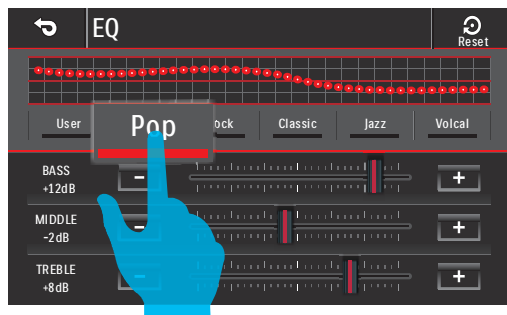 EQ
Reset
User
Pop
ock
Classic
Jazz
Volcal
BASS
+12dB
−
+
MIDDLE
-2dB
−
+
TREBLE
+8dB
−
+